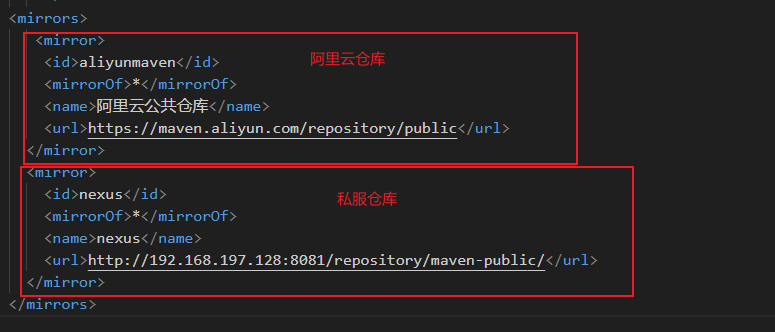 <mirrors>
<mirror>
<id>aliyunmaven</id>
阿里云仓库
<mirrorOf>*</mirrorOf>
<name>阿里云公共仓库</name>
<url>https://maven.aliyun.com/repository/public</url>
</mirror>
<mirror>
<id>nexus</id>
私服仓库
<mirrorOf>*</mirrorOf>
<name>nexus</name>
<url>http://192.168.197.128:8081/repository/maven-public/</url>
</mirror>
</mirrors>